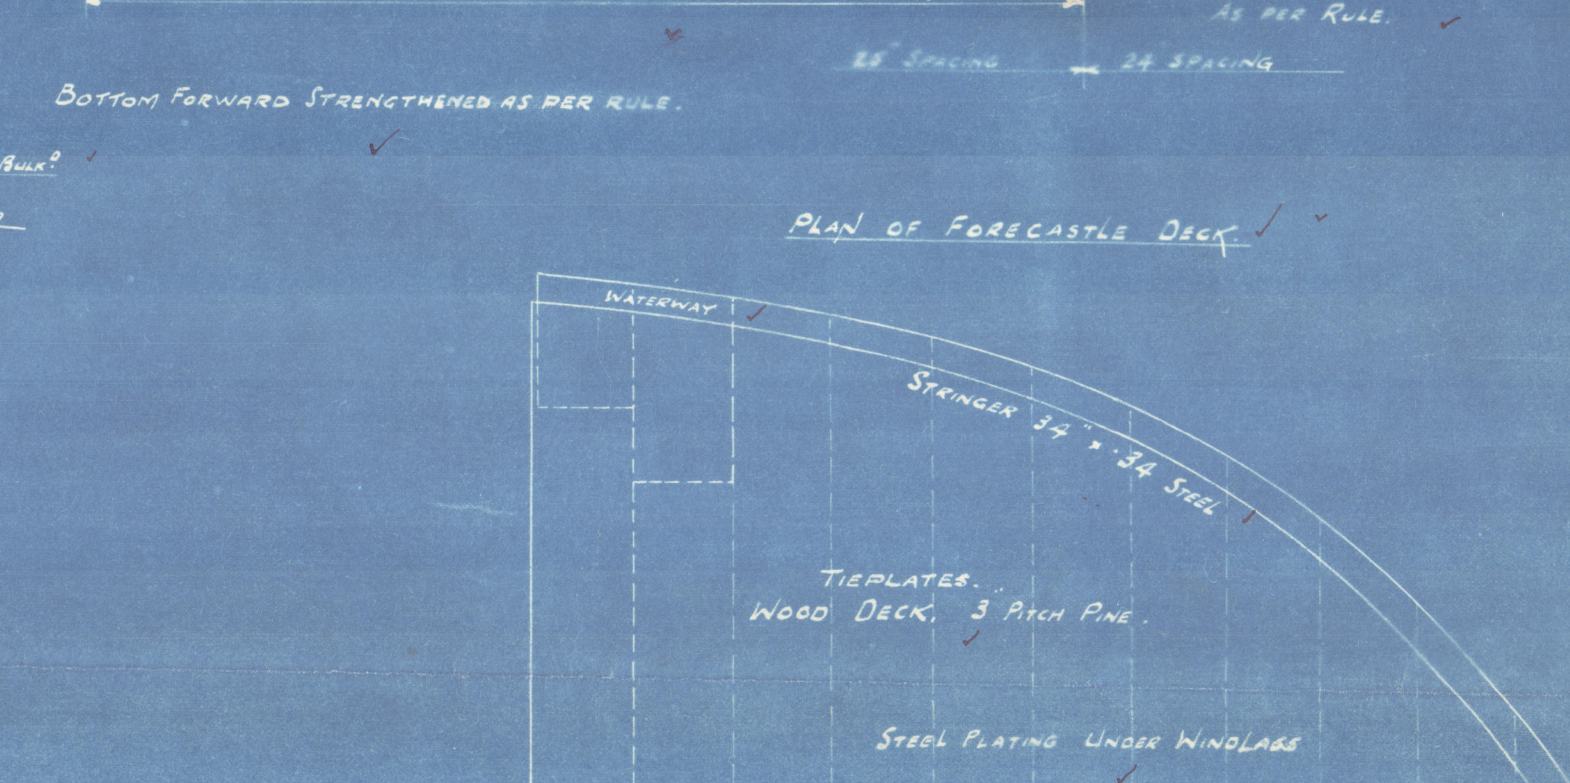 AS PER RULE.
25" SPACING 24" SPACING
BOTTOM FORWARD STRENGTHENED AS PER RULE.
BULKD
PLAN OF FORECASTLE DECK.
WATERWAY
STRINGER 34" x .34 STEEL
TIEPLATES.
WOOD DECK, 3" PITCH PINE.
STEEL PLATING UNDER WINDLASS